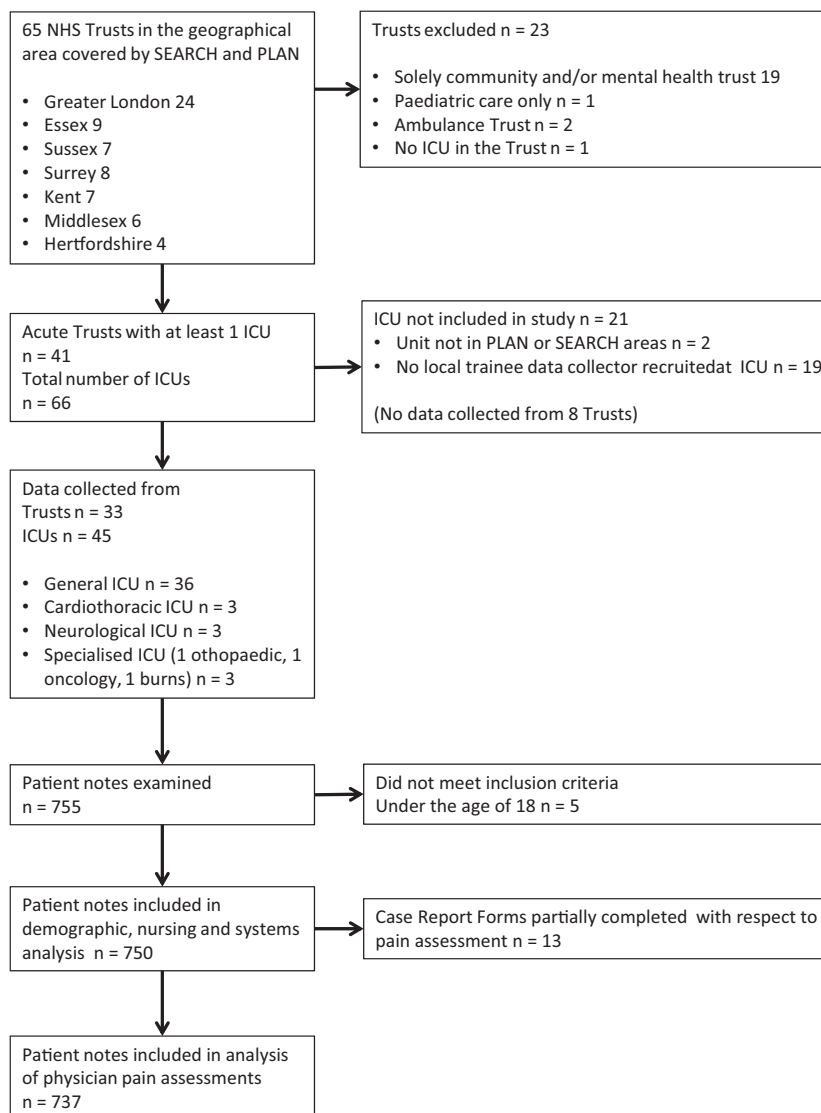 65 NHS Trusts in the geographical
area covered by SEARCH and PLAN
• Greater London 24
• Essex 9
• Sussex 7
• Surrey 8
• Kent 7
• Middlesex 6
• Hertfordshire 4
Trusts excluded n = 23
• Solely community and/or mental health trust 19
• Paediatric care only n = 1
• Ambulance Trust n = 2
• No ICU in the Trust n = 1
Acute Trusts with at least 1 ICU
n = 41
Total number of ICUs
n = 66
ICU not included in study n = 21
• Unit not in PLAN or SEARCH areas n = 2
• No local trainee data collector recruitedat ICU n = 19
(No data collected from 8 Trusts)
Data collected from
Trusts n = 33
ICUs n = 45
• General ICU n = 36
• Cardiothoracic ICU n = 3
• Neurological ICU n = 3
• Specialised ICU (1 othopaedic, 1
oncology, 1 burns) n = 3
Patient notes examined
n = 755
Did not meet inclusion criteria
Under the age of 18 n = 5
Patient notes included in
demographic, nursing and systems
analysis n = 750
Case Report Forms partially completed with respect to
pain assessment n = 13
Patient notes included in analysis
of physician pain assessments
n = 737